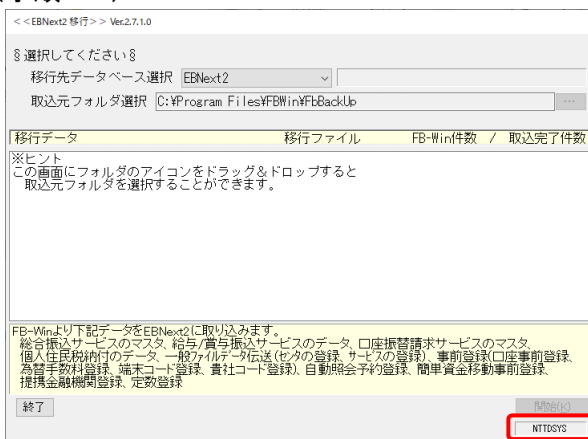 <<EBNext2 移行>> Ver.2.7.1.0
§選択してください§
移行先データベース選択 EBNext2
取込元フォルダ選択 C:¥Program Files¥FBWin¥FbBackUp ...
移行データ 移行ファイル FB-Win件数 / 取込完了件数
※ヒント
この画面にフォルダのアイコンをドラッグ＆ドロップすると
取込元フォルダを選択することができます。
FB-Winより下記データをEBNext2に取り込みます。
総合振込サービスのマスタ、給与/賞与振込サービスのデータ、口座振替請求サービスのマスタ、
個人住民税納付のデータ、一般ファイルデータ伝送(センタの登録、サービスの登録)、事前登録(口座事前登録、
為替手数料登録、端末コード登録、貴社コード登録)、自動照会予約登録、簡単資金移動事前登録、
提携金融機関登録、定数登録
終了 開始(K)
NTTDSYS